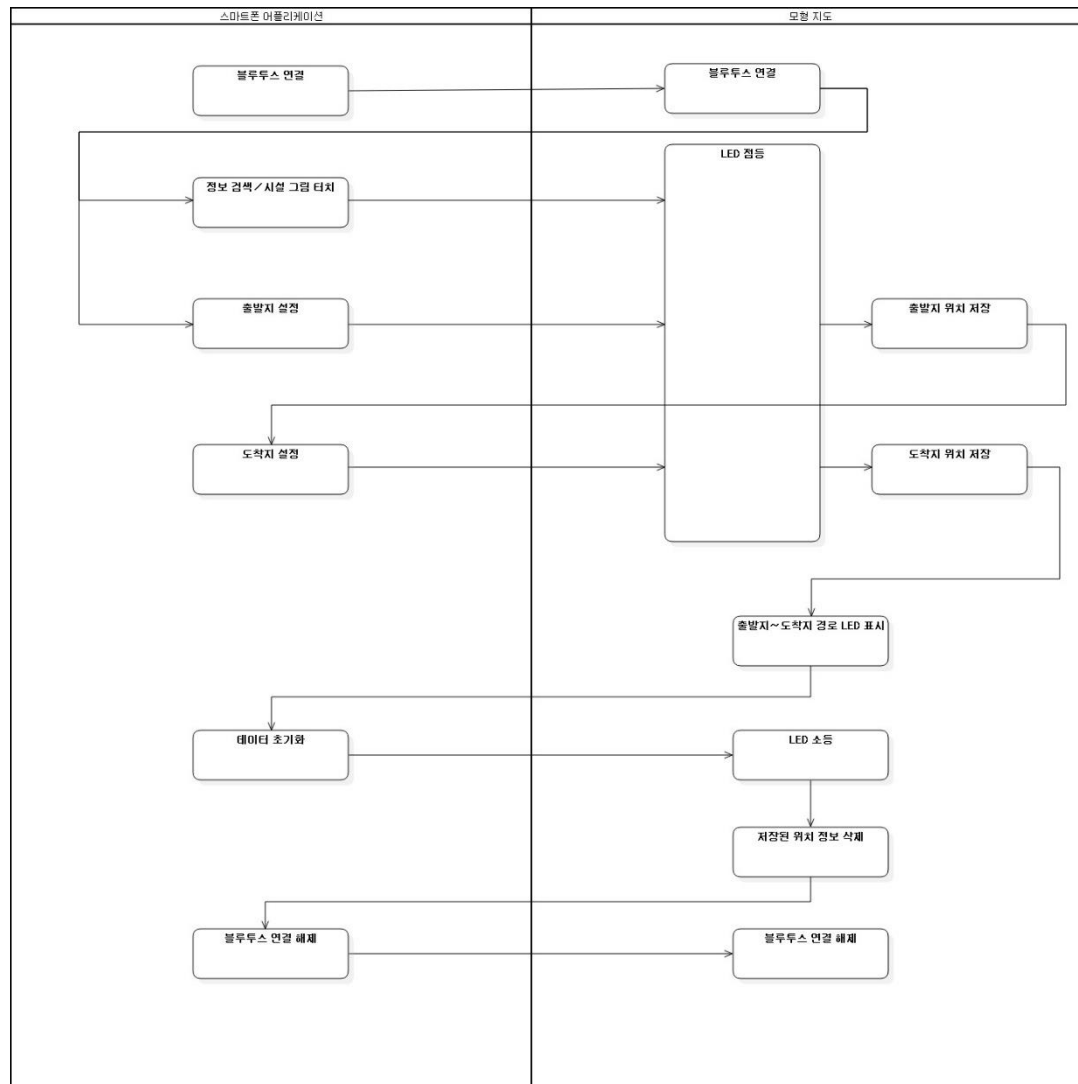 스마트폰 어플리케이션
모형 지도
블루투스 연결
블루투스 연결
LED 점등
정보 검색/시설 그림 터치
출발지 설정
출발지 위치 저장
도착지 설정
도착지 위치 저장
출발지~도착지 경로 LED 표시
데이터 초기화
LED 소등
저장된 위치 정보 삭제
블루투스 연결 해제
블루투스 연결 해제